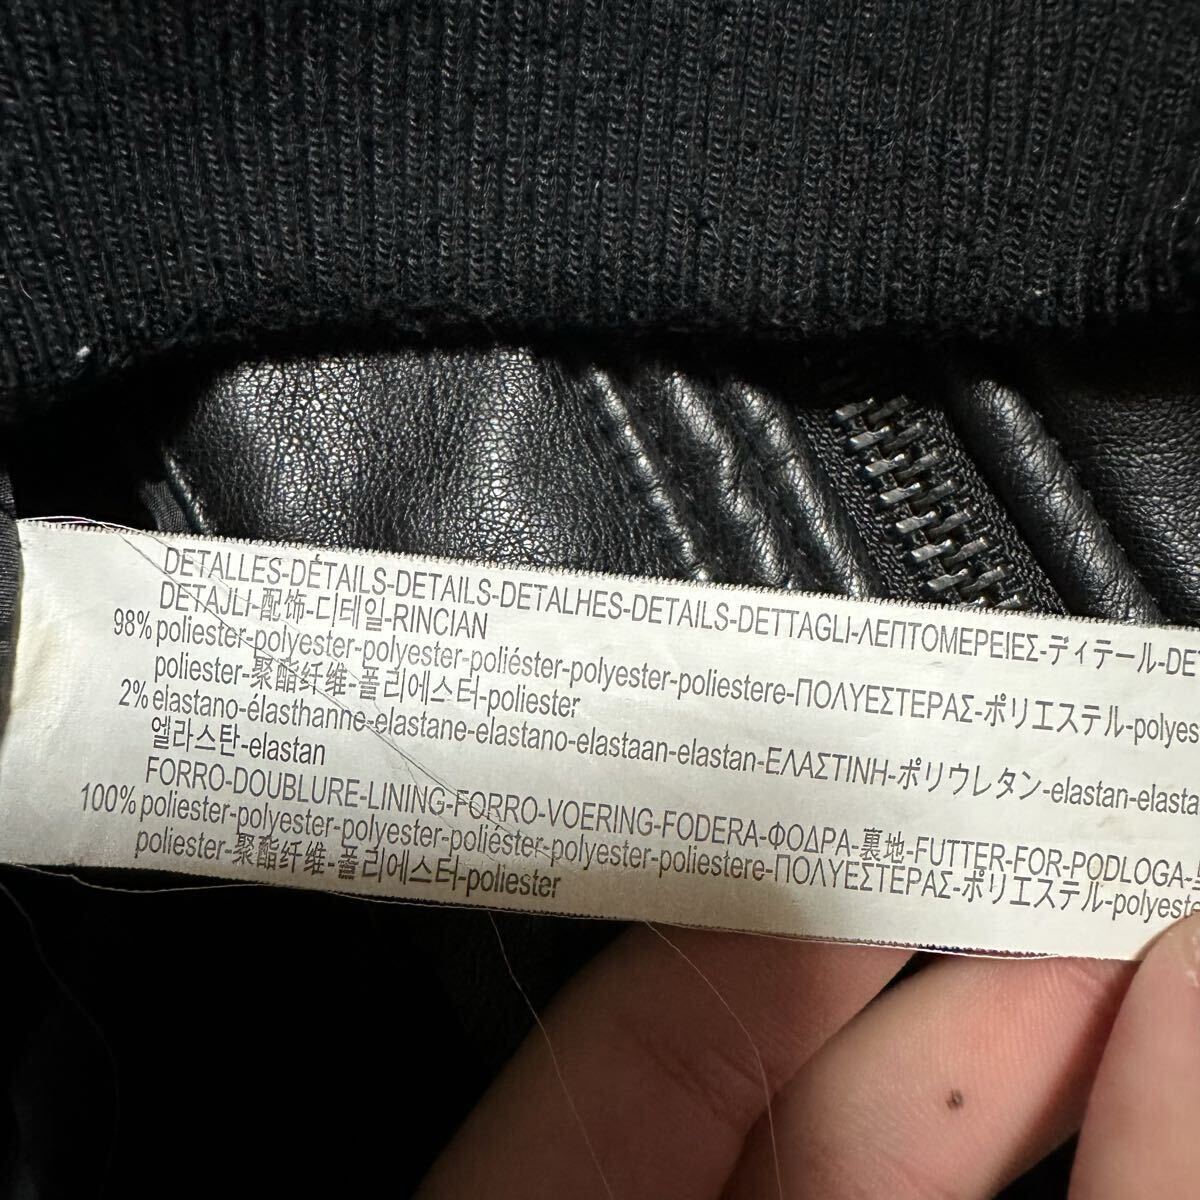 DETALLES-DÉTAILS-DETAILS-DETALHES-DETAILS-DETTAGLI-ΛΕΠΤΟΜΕΡΕΙΕΣ-ディテール-DET
DETAJLI-配饰-디테일-RINCIAN
98% poliester-polyester-polyester-poliéster-polyester-poliestere-ΠΟΛΥΕΣΤΕΡΑΣ-ポリエステル-polyes
poliester-聚酯纤维-폴리에스터-poliester
2% elastano-élasthanne-elastane-elastano-elastaan-elastan-ΕΛΑΣΤΙΝΗ-ポリウレタン-elastan-elasta
엘라스탄-elastan
FORRO-DOUBLURE-LINING-FORRO-VOERING-FODERA-ΦΟΔΡΑ-裏地-FUTTER-FOR-PODLOGA-
100% poliester-polyester-polyester-poliéster-polyester-poliestere-ΠΟΛΥΕΣΤΕΡΑΣ-ポリエステル-polyeste
poliester-聚酯纤维-폴리에스터-poliester